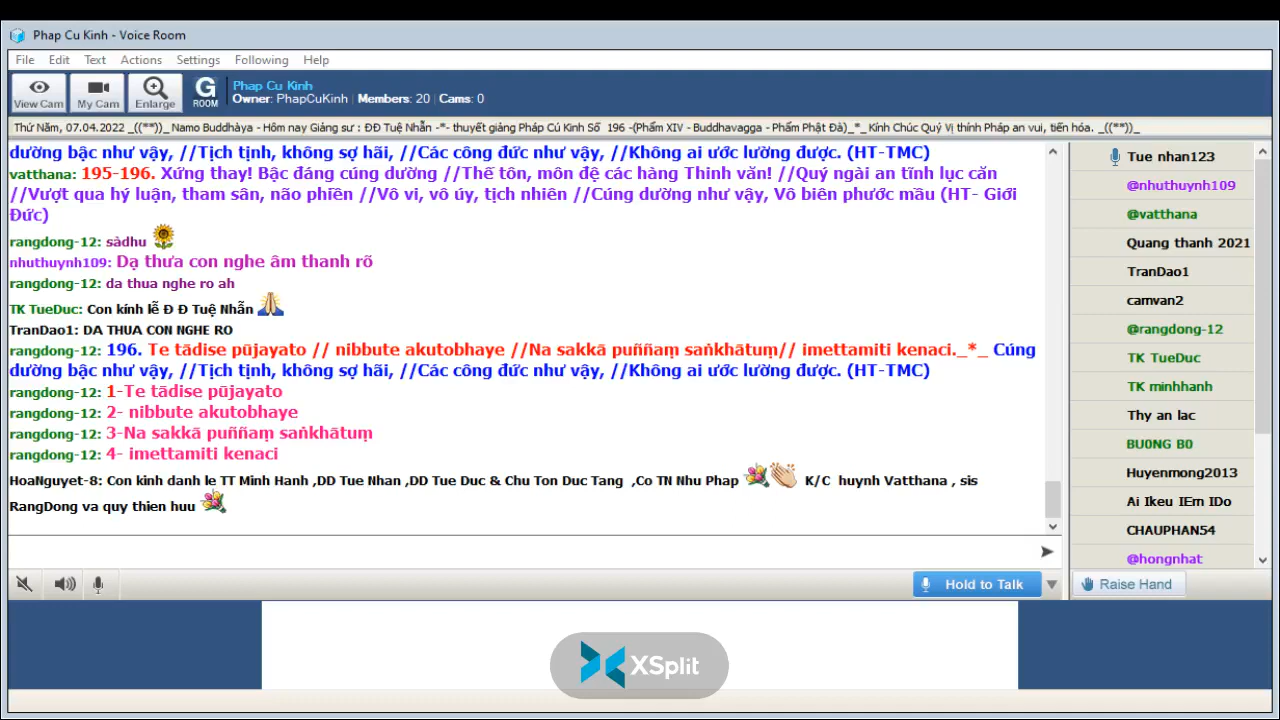 Phap Cu Kinh - Voice Room
File Edit Text Actions Settings Following Help
View Cam My Cam Enlarge G ROOM
Phap Cu Kinh
Owner: PhapCuKinh | Members: 20 | Cams: 0
Thứ Năm, 07.04.2022 _((**))_ Namo Buddhàya - Hôm nay Giảng sư : ĐĐ Tuệ Nhẫn -*- thuyết giảng Pháp Cú Kinh Số 196 -(Phẩm XIV - Buddhavagga - Phẩm Phật Đà)_*_ Kính Chúc Quý Vị thính Pháp an vui, tiến hóa. _((**))_
dường bậc như vậy, //Tịch tịnh, không sợ hãi, //Các công đức như vậy, //Không ai ước lường được. (HT-TMC)
vatthana: 195-196. Xứng thay! Bậc đáng cúng dường //Thế tôn, môn đệ các hàng Thinh văn! //Quý ngài an tĩnh lục căn
//Vượt qua hý luận, tham sân, não phiền //Vô vi, vô úy, tịch nhiên //Cúng dường như vậy, Vô biên phước mầu (HT- Giới
Đức)
rangdong-12: sàdhu
nhuthuynh109: Dạ thưa con nghe âm thanh rõ
rangdong-12: da thua nghe ro ah
TK TueDuc: Con kính lễ Đ Đ Tuệ Nhẫn
TranDao1: DA THUA CON NGHE RO
rangdong-12: 196. Te tādise pūjayato // nibbute akutobhaye //Na sakkā puññaṃ saṅkhātuṃ// imettamiti kenaci._*_ Cúng
dường bậc như vậy, //Tịch tịnh, không sợ hãi, //Các công đức như vậy, //Không ai ước lường được. (HT-TMC)
rangdong-12: 1-Te tādise pūjayato
rangdong-12: 2- nibbute akutobhaye
rangdong-12: 3-Na sakkā puññaṃ saṅkhātuṃ
rangdong-12: 4- imettamiti kenaci
HoaNguyet-8: Con kinh danh le TT Minh Hanh ,DD Tue Nhan ,DD Tue Duc & Chu Ton Duc Tang ,Co TN Nhu Phap K/C huynh Vatthana , sis
RangDong va quy thien huu
Tue nhan123
@nhuthuynh109
@vatthana
Quang thanh 2021
TranDao1
camvan2
@rangdong-12
TK TueDuc
TK minhhanh
Thy an lac
BU0NG B0
Huyenmong2013
Ai Ikeu IEm IDo
CHAUPHAN54
@hongnhat
Hold to Talk
Raise Hand
XSplit